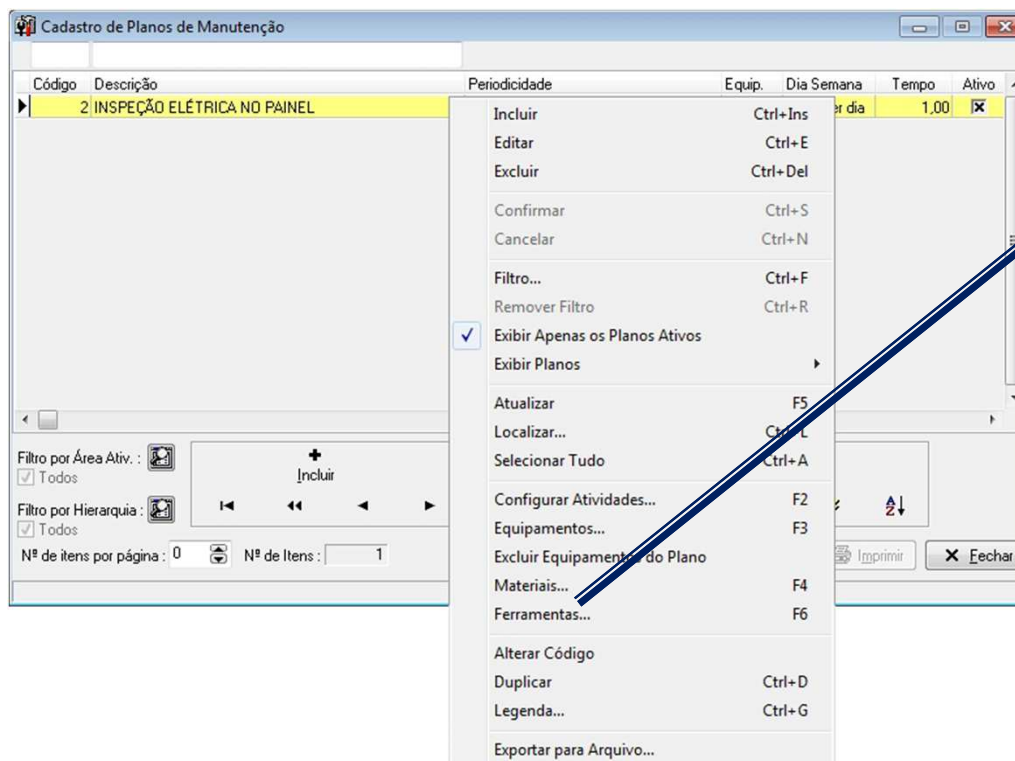 Cadastro de Planos de Manutenção
Código Descrição Periodicidade Equip. Dia Semana Tempo Ativo
2 INSPEÇÃO ELÉTRICA NO PAINEL er dia 1,00
Incluir Ctrl+Ins
Editar Ctrl+E
Excluir Ctrl+Del
Confirmar Ctrl+S
Cancelar Ctrl+N
Filtro... Ctrl+F
Remover Filtro Ctrl+R
Exibir Apenas os Planos Ativos
Exibir Planos
Atualizar F5
Localizar...
Selecionar Tudo Ctrl+A
Configurar Atividades... F2
Equipamentos... F3
Excluir Equipamentos do Plano
Materiais... F4
Ferramentas... F6
Alterar Código
Duplicar Ctrl+D
Legenda... Ctrl+G
Exportar para Arquivo...
Filtro por Área Ativ. :
Todos
Incluir
Filtro por Hierarquia :
Todos
Nº de itens por página : 0 Nº de Itens : 1
Imprimir Fechar